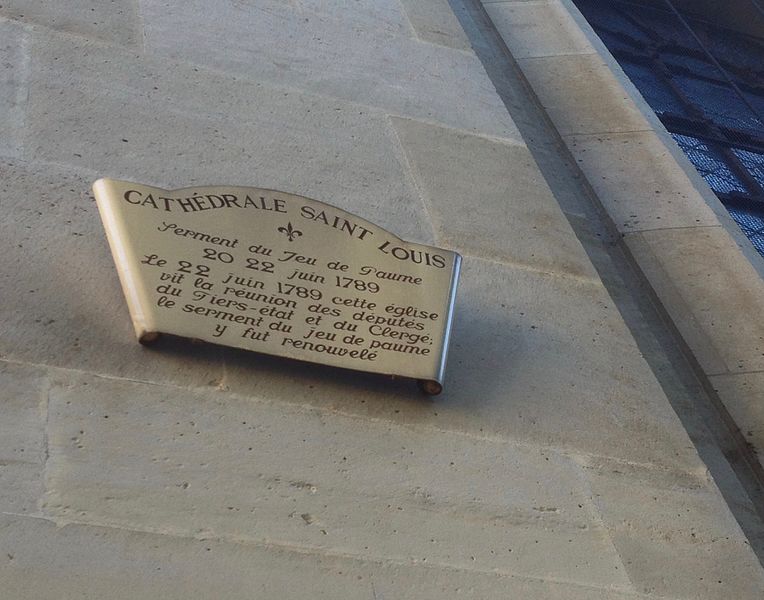 CATHÉDRALE SAINT LOUIS
Serment du Jeu de Paume
20 22 juin 1789
Le 22 juin 1789 cette église
vit la réunion des députés
du Tiers-état et du Clergé;
le serment du jeu de paume
y fut renouvelé